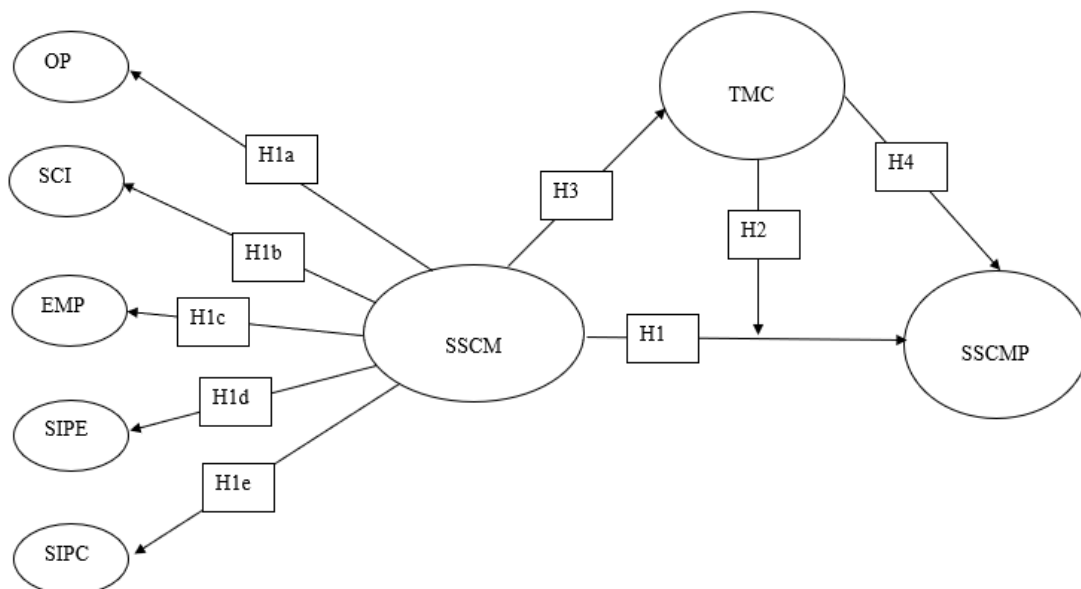 OP
TMC
H1a
H4
SCI
H3
H2
H1b
EMP
H1c
H1
SSCM
SSCMP
H1d
SIPE
H1e
SIPC